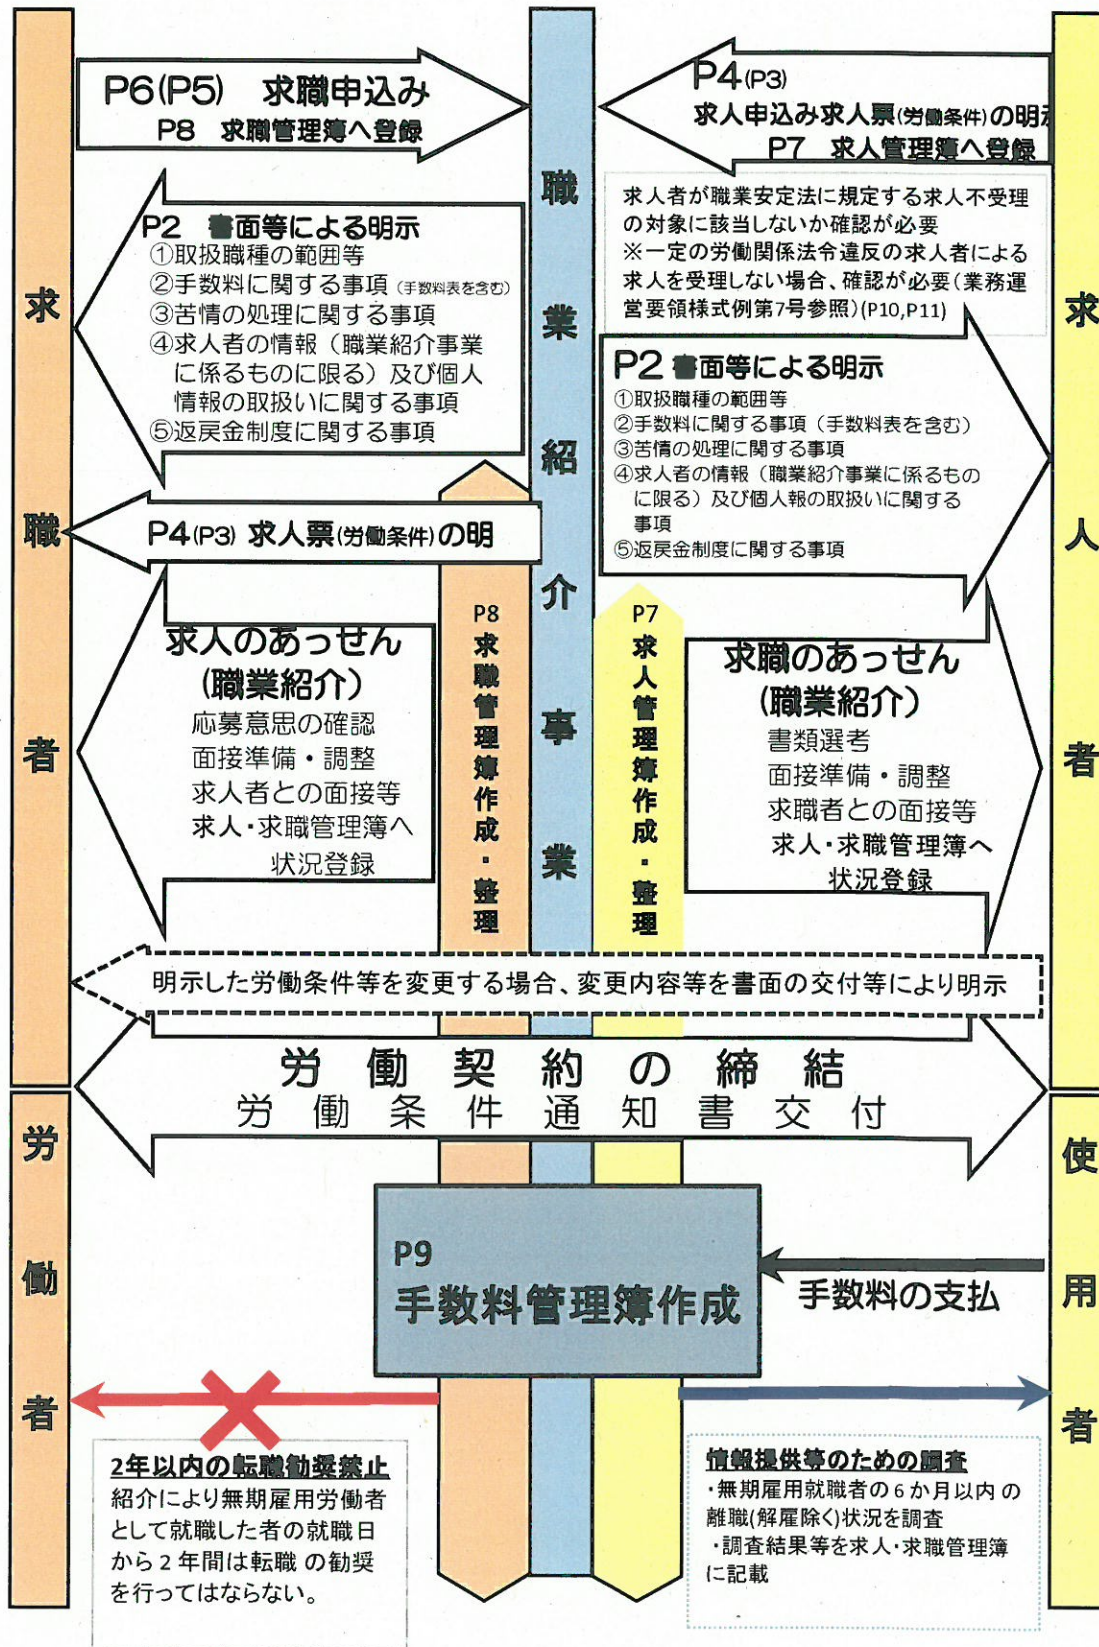 P6(P5) 求職申込み
P8 求職管理簿へ登録
P4(P3)
求人申込み求人票(労働条件)の明示
P7 求人管理簿へ登録
求人者が職業安定法に規定する求人不受理
の対象に該当しないか確認が必要
※一定の労働関係法令違反の求人者による
求人を受理しない場合、確認が必要(業務運
営要領様式例第7号参照)(P10,P11)
P2 書面等による明示
①取扱職種の範囲等
②手数料に関する事項(手数料表を含む)
③苦情の処理に関する事項
④求人者の情報(職業紹介事業
に係るものに限る)及び個人
情報の取扱いに関する事項
⑤返戻金制度に関する事項
P2 書面等による明示
①取扱職種の範囲等
②手数料に関する事項(手数料表を含む)
③苦情の処理に関する事項
④求人者の情報(職業紹介事業に係るもの
に限る)及び個人報の取扱いに関する
事項
⑤返戻金制度に関する事項
P4(P3) 求人票(労働条件)の明
求職者
職業紹介事業
求人者
P8 求職管理簿作成・整理
P7 求人管理簿作成・整理
求人のあっせん
(職業紹介)
応募意思の確認
面接準備・調整
求人者との面接等
求人・求職管理簿へ
状況登録
求職のあっせん
(職業紹介)
書類選考
面接準備・調整
求職者との面接等
求人・求職管理簿へ
状況登録
明示した労働条件等を変更する場合、変更内容等を書面の交付等により明示
労働契約の締結
労働条件通知書交付
労働者
使用者
P9
手数料管理簿作成
手数料の支払
2年以内の転職勧奨禁止
紹介により無期雇用労働者
として就職した者の就職日
から2年間は転職の勧奨
を行ってはならない。
情報提供等のための調査
・無期雇用就職者の6か月以内の
離職(解雇除く)状況を調査
・調査結果等を求人・求職管理簿
に記載